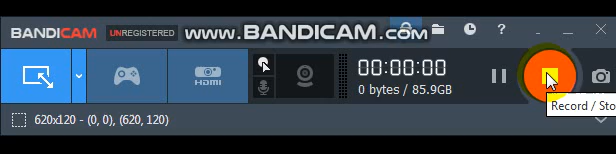 BANDICAM UNREGISTERED www.BANDICAM.com ?
HDMI 00:00:00
0 bytes / 85.9GB
Record / Sto
620x120 - (0, 0), (620, 120)